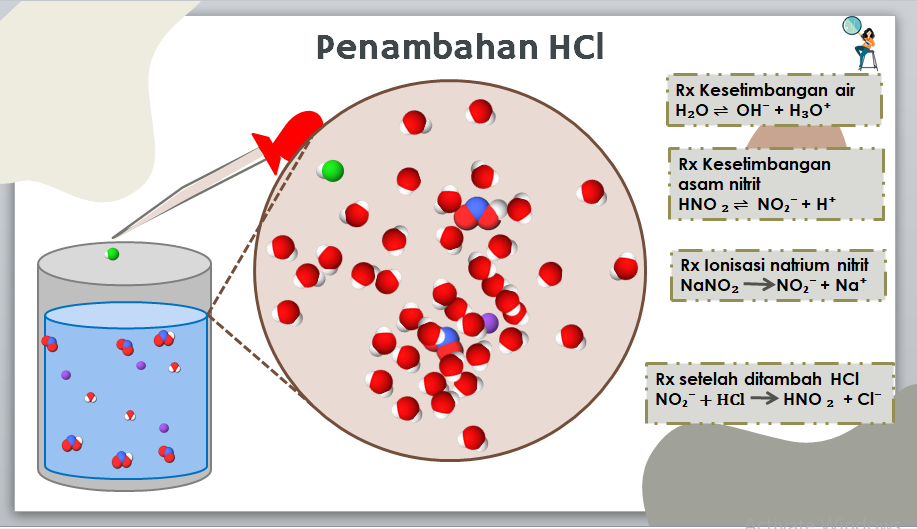 Penambahan HCl
Rx Kesetimbangan air
H₂O ⇌ OH⁻ + H₃O⁺
Rx Kesetimbangan
asam nitrit
HNO ₂ ⇌ NO₂⁻ + H⁺
Rx Ionisasi natrium nitrit
NaNO₂ → NO₂⁻ + Na⁺
Rx setelah ditambah HCl
NO₂⁻ + HCl → HNO ₂ + Cl⁻